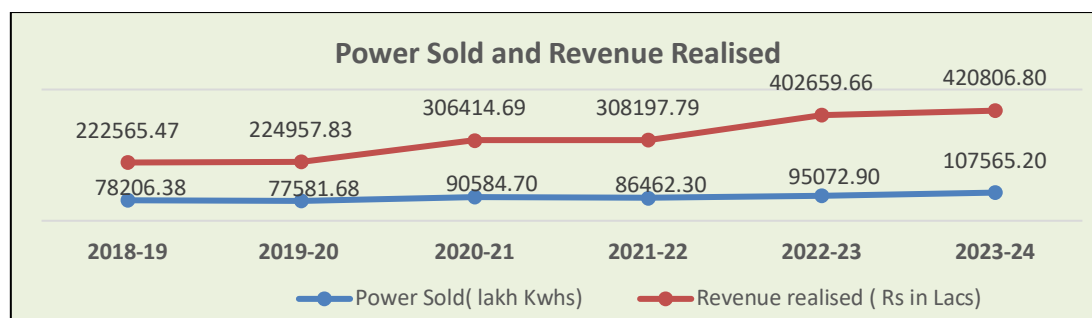 Power Sold and Revenue Realised
222565.47 224957.83 306414.69 308197.79 402659.66 420806.80
78206.38 77581.68 90584.70 86462.30 95072.90 107565.20
2018-19 2019-20 2020-21 2021-22 2022-23 2023-24
Power Sold( lakh Kwhs) Revenue realised ( Rs in Lacs)